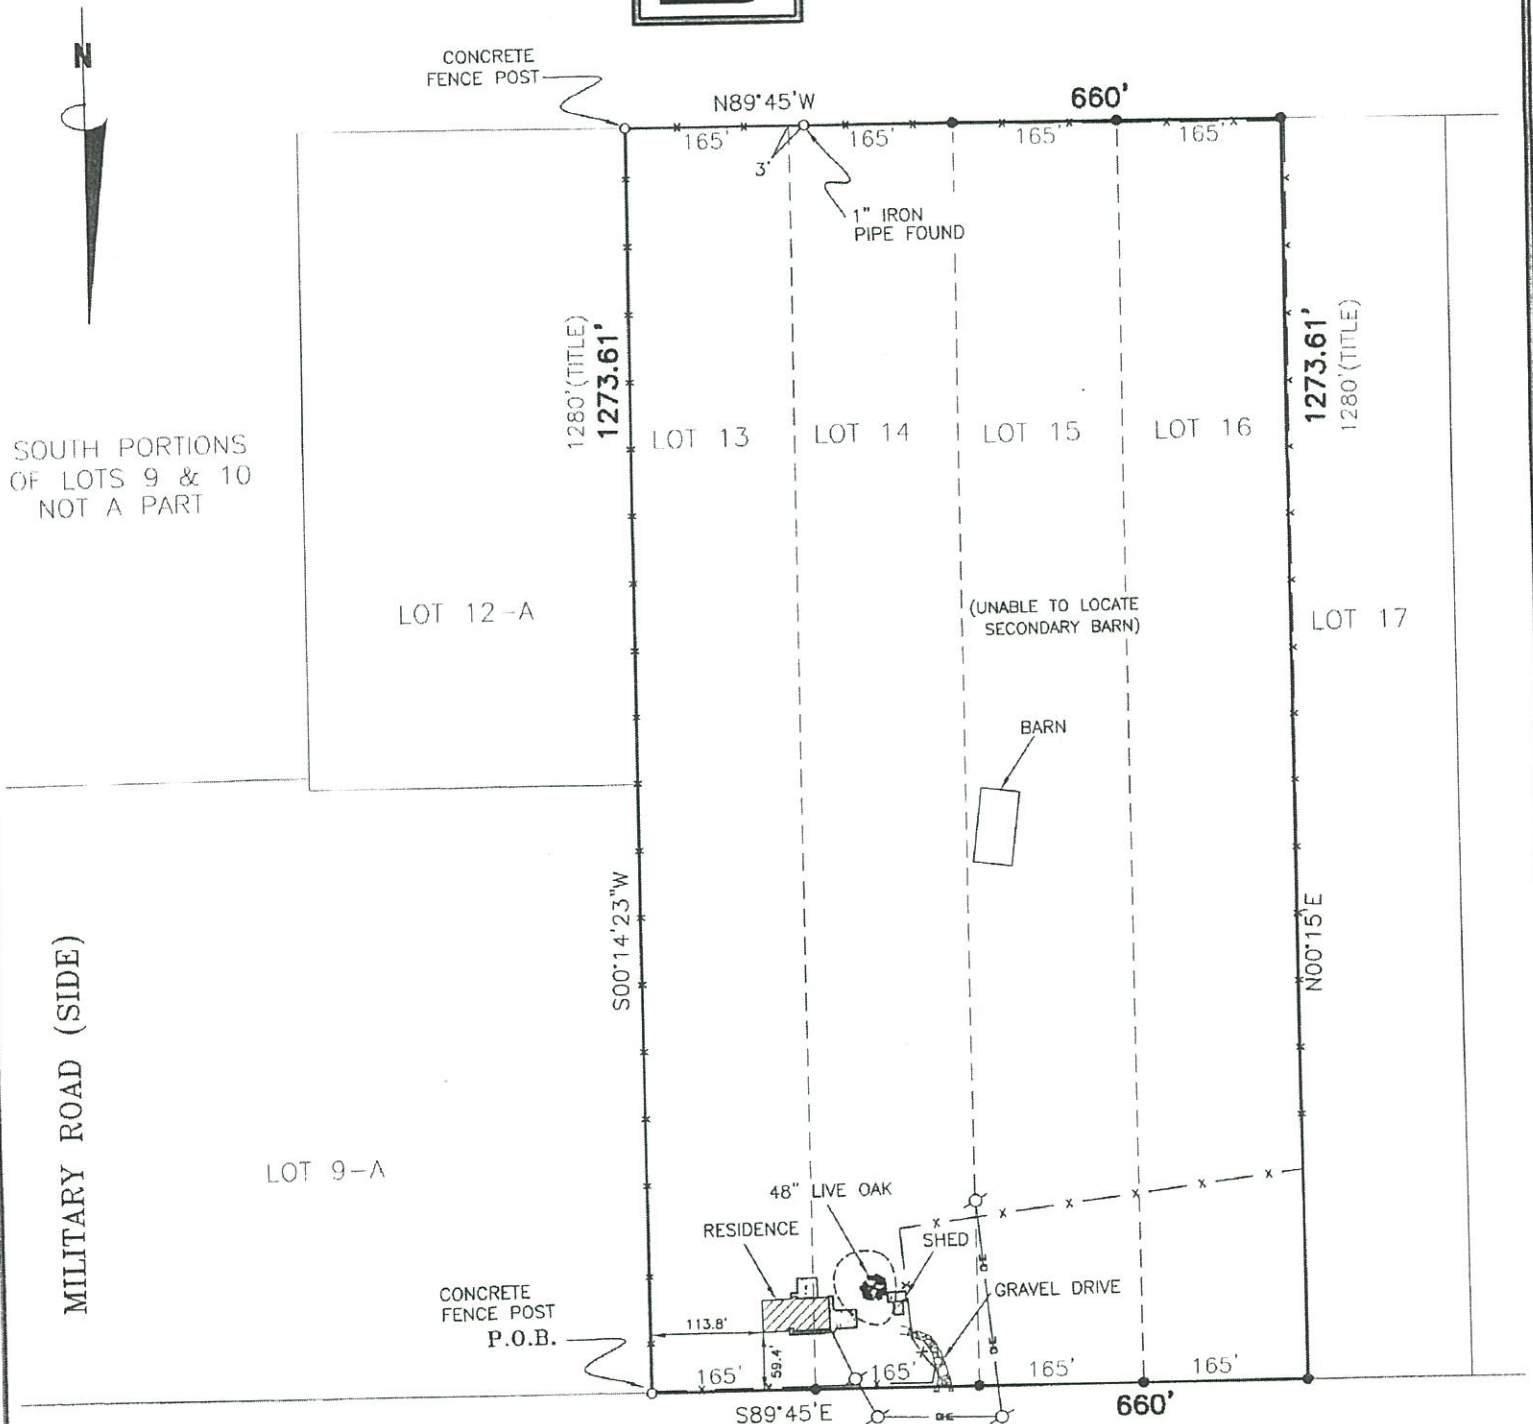 N
CONCRETE
FENCE POST
N89°45'W
660'
165'
165'
165'
165'
3'
1" IRON
PIPE FOUND
1280'(TITLE)
1273.61'
1273.61'
1280'(TITLE)
SOUTH PORTIONS
OF LOTS 9 & 10
NOT A PART
LOT 13
LOT 14
LOT 15
LOT 16
LOT 12-A
(UNABLE TO LOCATE
SECONDARY BARN)
LOT 17
BARN
S00°14'23"W
N00°15'E
MILITARY ROAD (SIDE)
LOT 9-A
48" LIVE OAK
RESIDENCE
SHED
GRAVEL DRIVE
CONCRETE
FENCE POST
P.O.B.
113.8'
59.4'
165'
165'
165'
165'
S89°45'E
660'
OHE